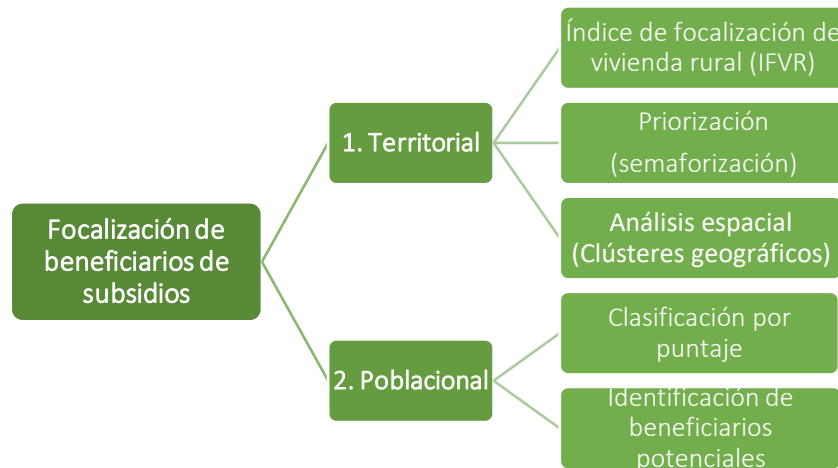 Focalización de
beneficiarios de
subsidios
1. Territorial
Índice de focalización de
vivienda rural (IFVR)
Priorización
(semaforización)
Análisis espacial
(Clústeres geográficos)
2. Poblacional
Clasificación por
puntaje
Identificación de
beneficiarios
potenciales